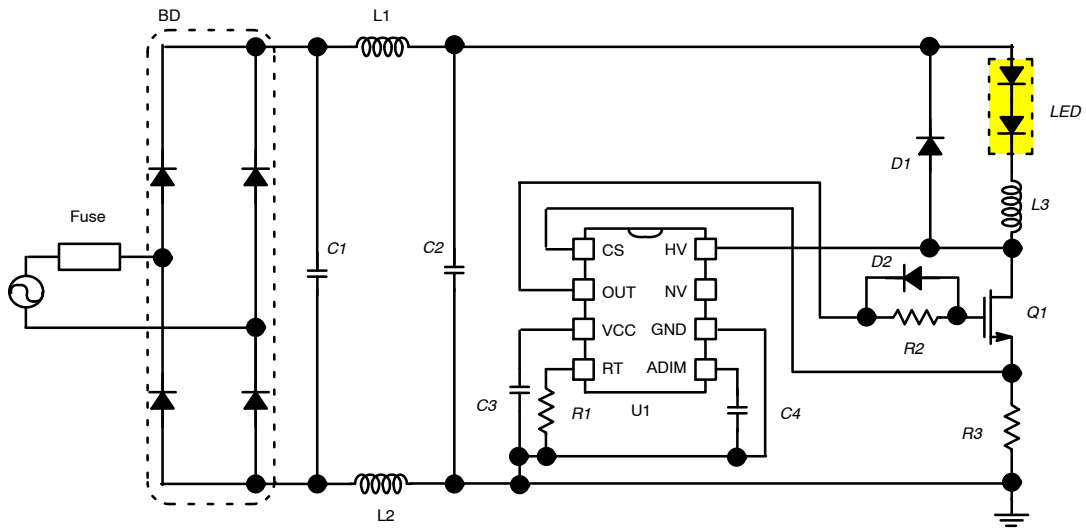 BD
L1
LED
D1
L3
Fuse
C1
C2
CS
HV
D2
OUT
NV
Q1
VCC
GND
R2
RT
ADIM
C3
R1
U1
C4
R3
L2